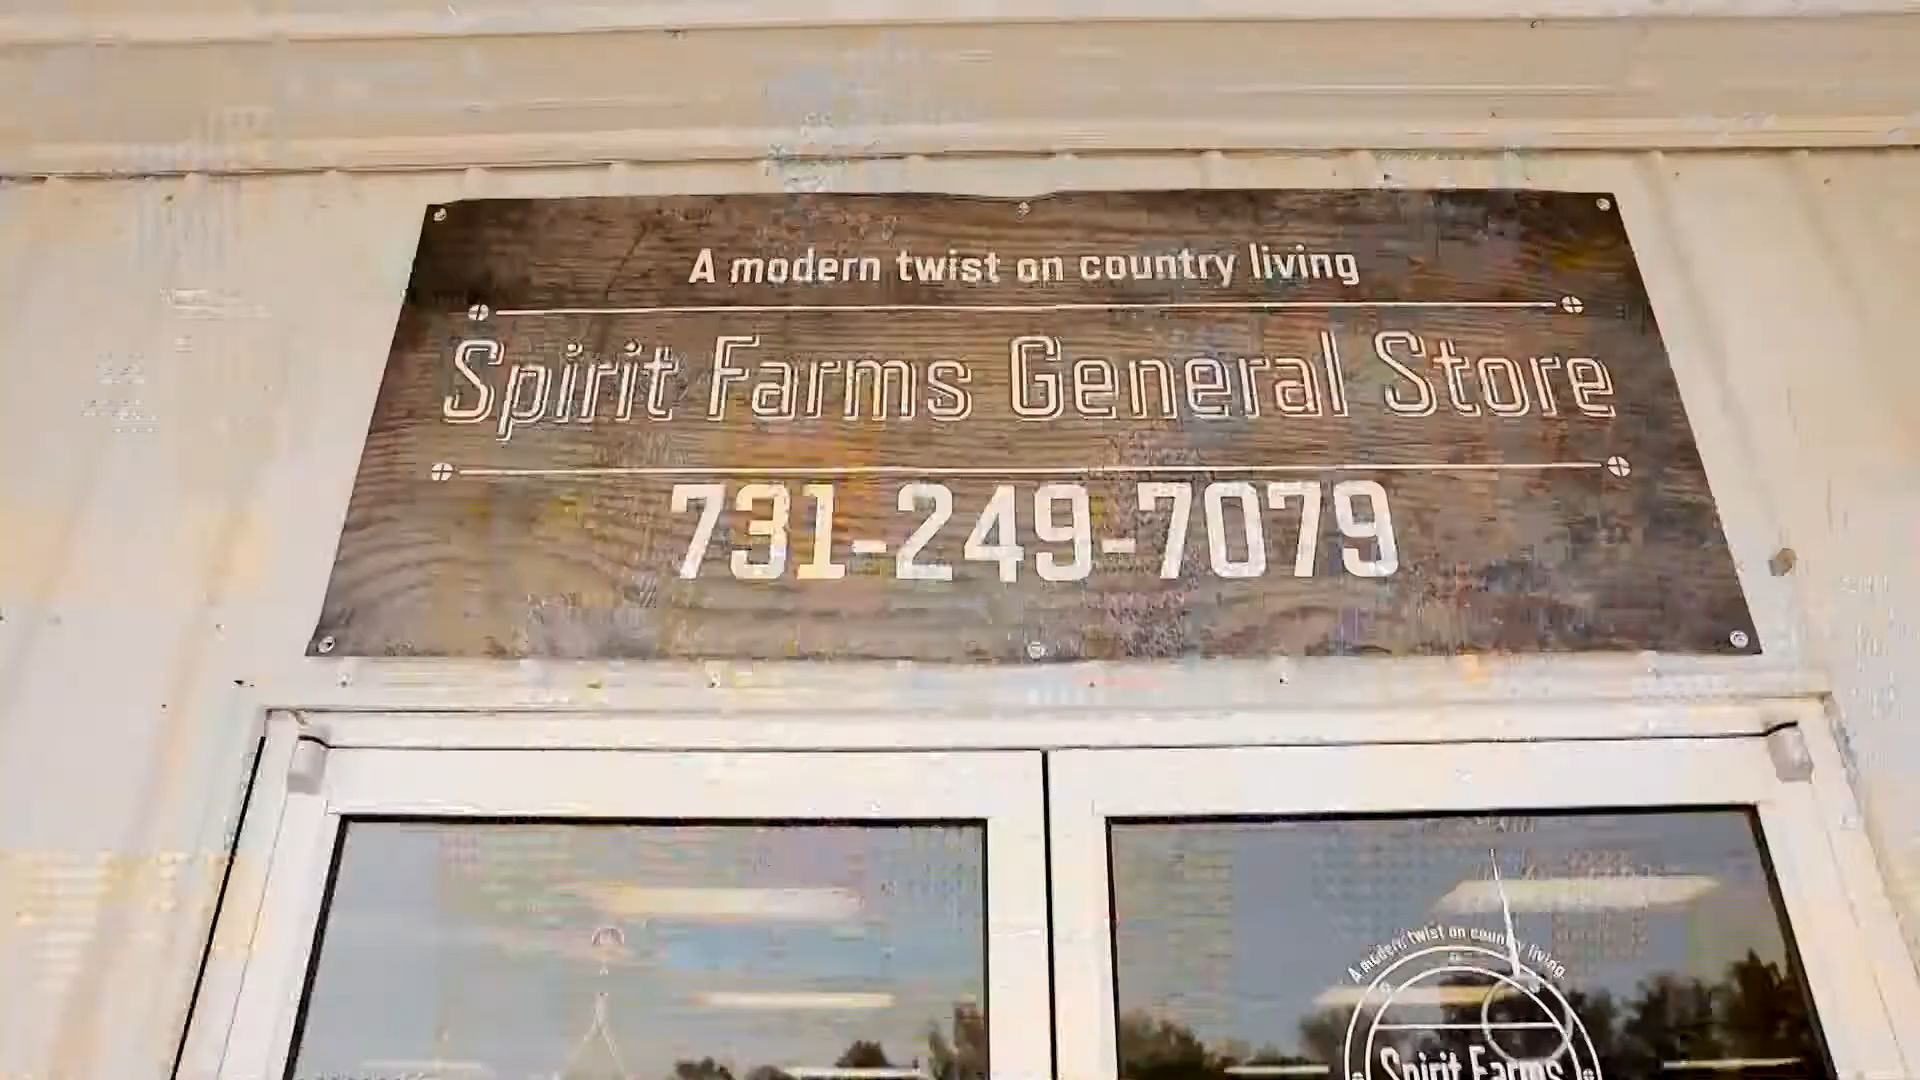 A modern twist on country living
Spirit Farms General Store
731-249-7079
A modern twist on country living
Spirit Farms